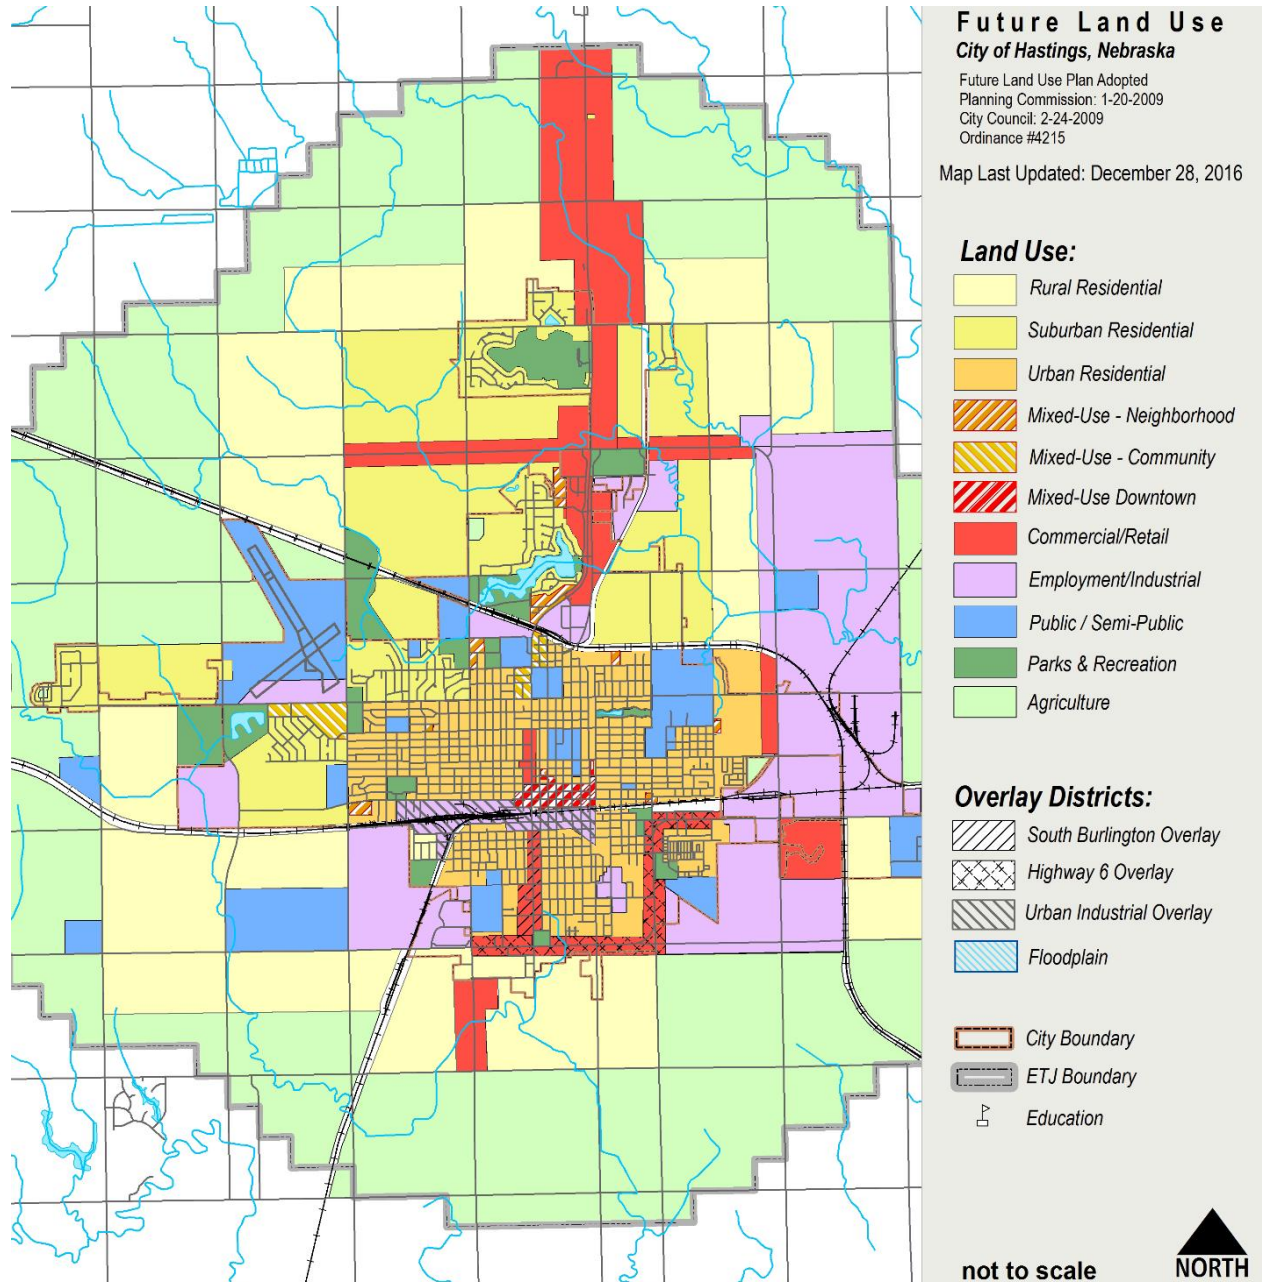 Future Land Use
City of Hastings, Nebraska
Future Land Use Plan Adopted
Planning Commission: 1-20-2009
City Council: 2-24-2009
Ordinance #4215
Map Last Updated: December 28, 2016
Land Use:
Rural Residential
Suburban Residential
Urban Residential
Mixed-Use - Neighborhood
Mixed-Use - Community
Mixed-Use Downtown
Commercial/Retail
Employment/Industrial
Public / Semi-Public
Parks & Recreation
Agriculture
Overlay Districts:
South Burlington Overlay
Highway 6 Overlay
Urban Industrial Overlay
Floodplain
City Boundary
ETJ Boundary
Education
not to scale
NORTH